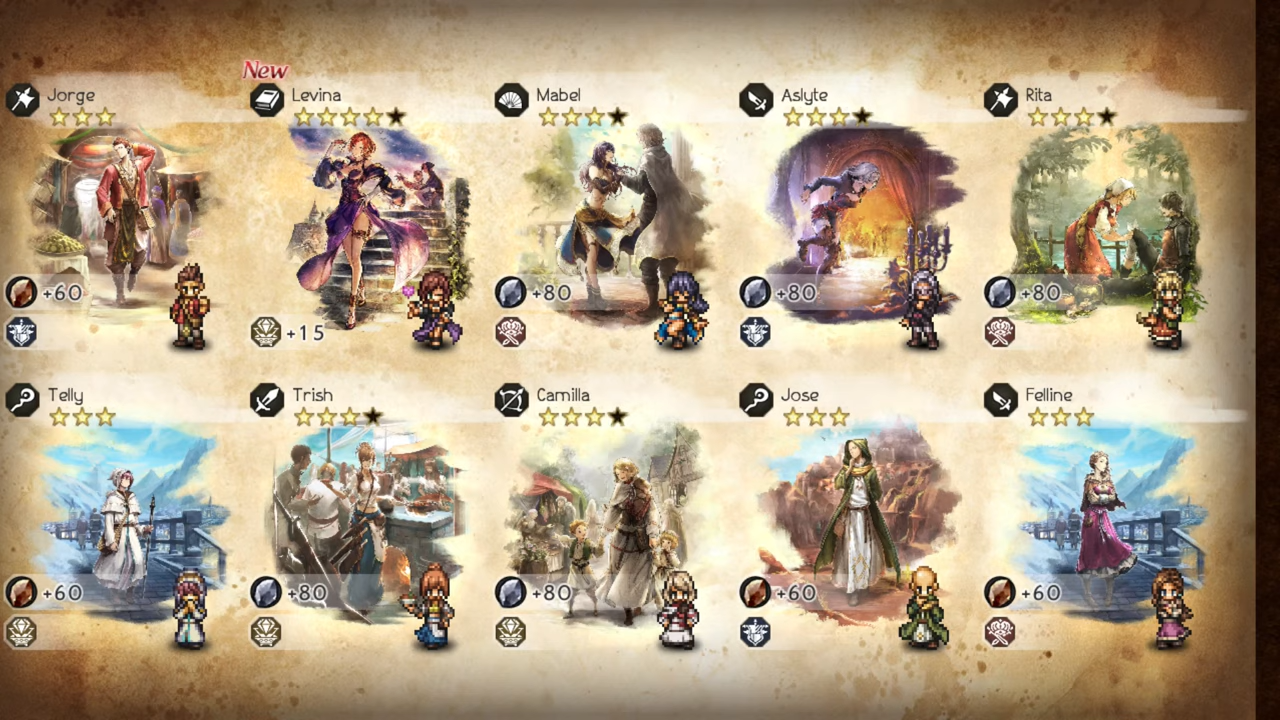 New
Jorge
Levina
Mabel
Aslyte
Rita
+60
+15
+80
+80
+80
Telly
Trish
Camilla
Jose
Felline
+60
+80
+80
+60
+60